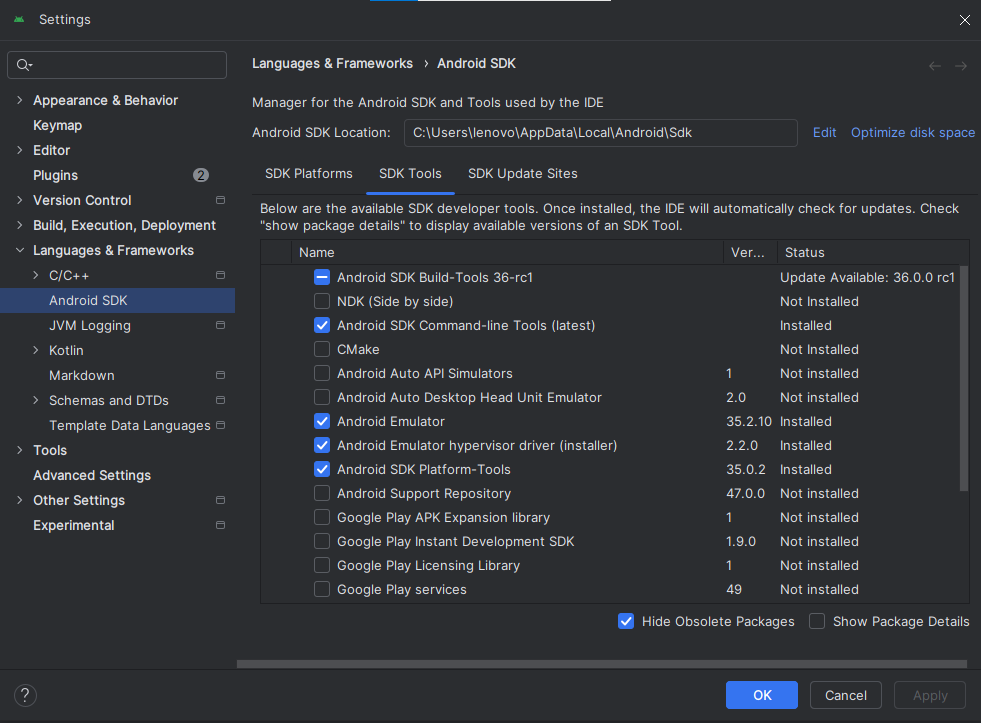 Settings
Appearance & Behavior
Keymap
Editor
Plugins 2
Version Control
Build, Execution, Deployment
Languages & Frameworks
C/C++
Android SDK
JVM Logging
Kotlin
Markdown
Schemas and DTDs
Template Data Languages
Tools
Advanced Settings
Other Settings
Experimental
Languages & Frameworks › Android SDK
Manager for the Android SDK and Tools used by the IDE
Android SDK Location: C:\Users\lenovo\AppData\Local\Android\Sdk Edit Optimize disk space
SDK Platforms SDK Tools SDK Update Sites
Below are the available SDK developer tools. Once installed, the IDE will automatically check for updates. Check
"show package details" to display available versions of an SDK Tool.
Name Ver... Status
Android SDK Build-Tools 36-rc1 Update Available: 36.0.0 rc1
NDK (Side by side) Not Installed
Android SDK Command-line Tools (latest) Installed
CMake Not Installed
Android Auto API Simulators 1 Not installed
Android Auto Desktop Head Unit Emulator 2.0 Not installed
Android Emulator 35.2.10 Installed
Android Emulator hypervisor driver (installer) 2.2.0 Installed
Android SDK Platform-Tools 35.0.2 Installed
Android Support Repository 47.0.0 Not installed
Google Play APK Expansion library 1 Not installed
Google Play Instant Development SDK 1.9.0 Not installed
Google Play Licensing Library 1 Not installed
Google Play services 49 Not installed
Hide Obsolete Packages Show Package Details
? OK Cancel Apply